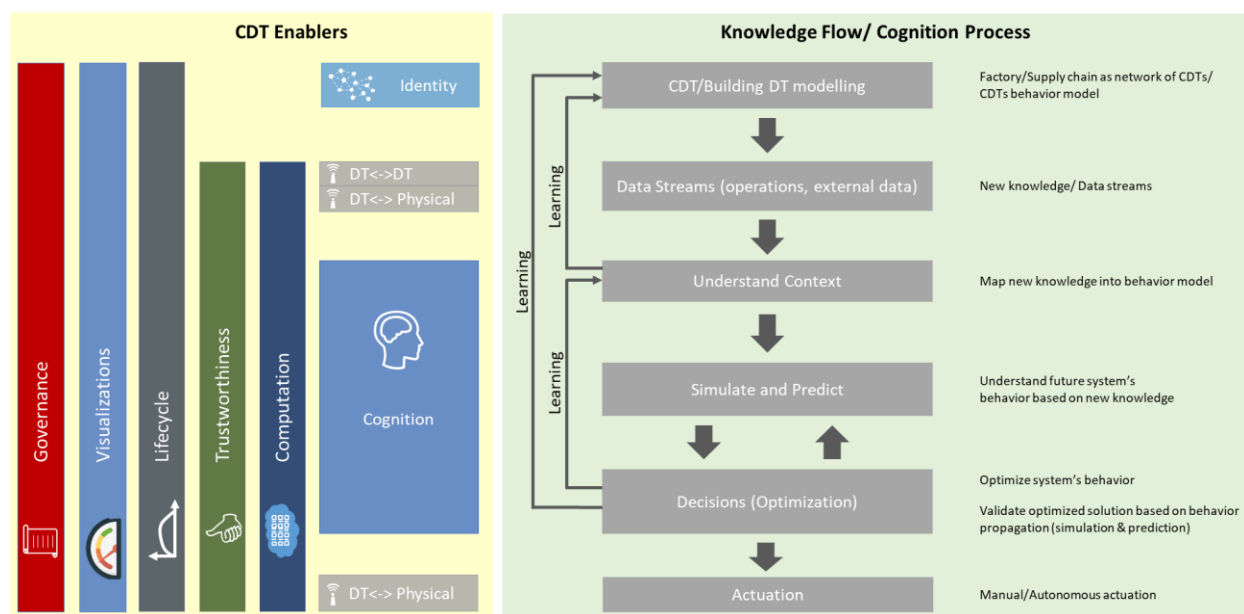 CDT Enablers
Governance
Visualizations
Lifecycle
Trustworthiness
Computation
Identity
DT<->DT
DT<-> Physical
Cognition
DT<-> Physical
Knowledge Flow/ Cognition Process
Learning
Learning
Learning
CDT/Building DT modelling
Factory/Supply chain as network of CDTs/
CDTs behavior model
Data Streams (operations, external data)
New knowledge/ Data streams
Understand Context
Map new knowledge into behavior model
Simulate and Predict
Understand future system's
behavior based on new knowledge
Decisions (Optimization)
Optimize system's behavior
Validate optimized solution based on behavior
propagation (simulation & prediction)
Actuation
Manual/Autonomous actuation